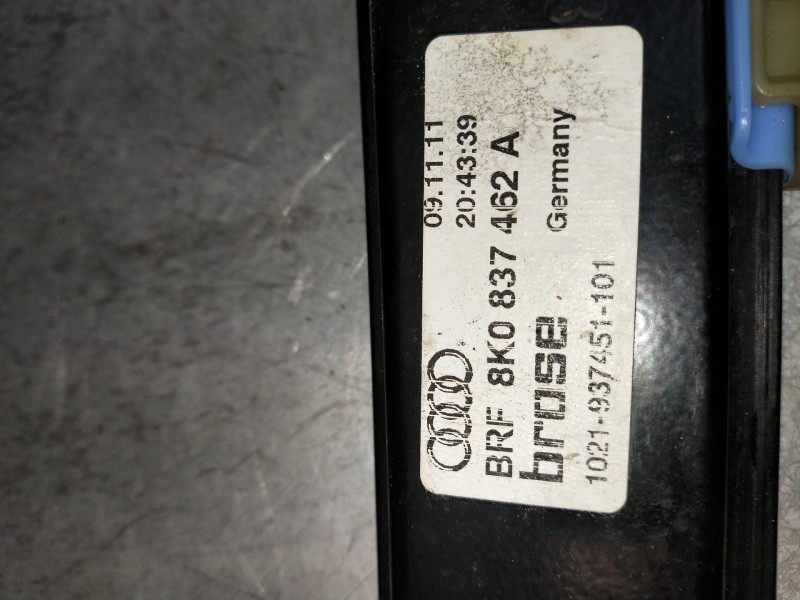 09.11.11
20:43:39
BRF 8K0 837 462 A
brose Germany
1021-937451-101